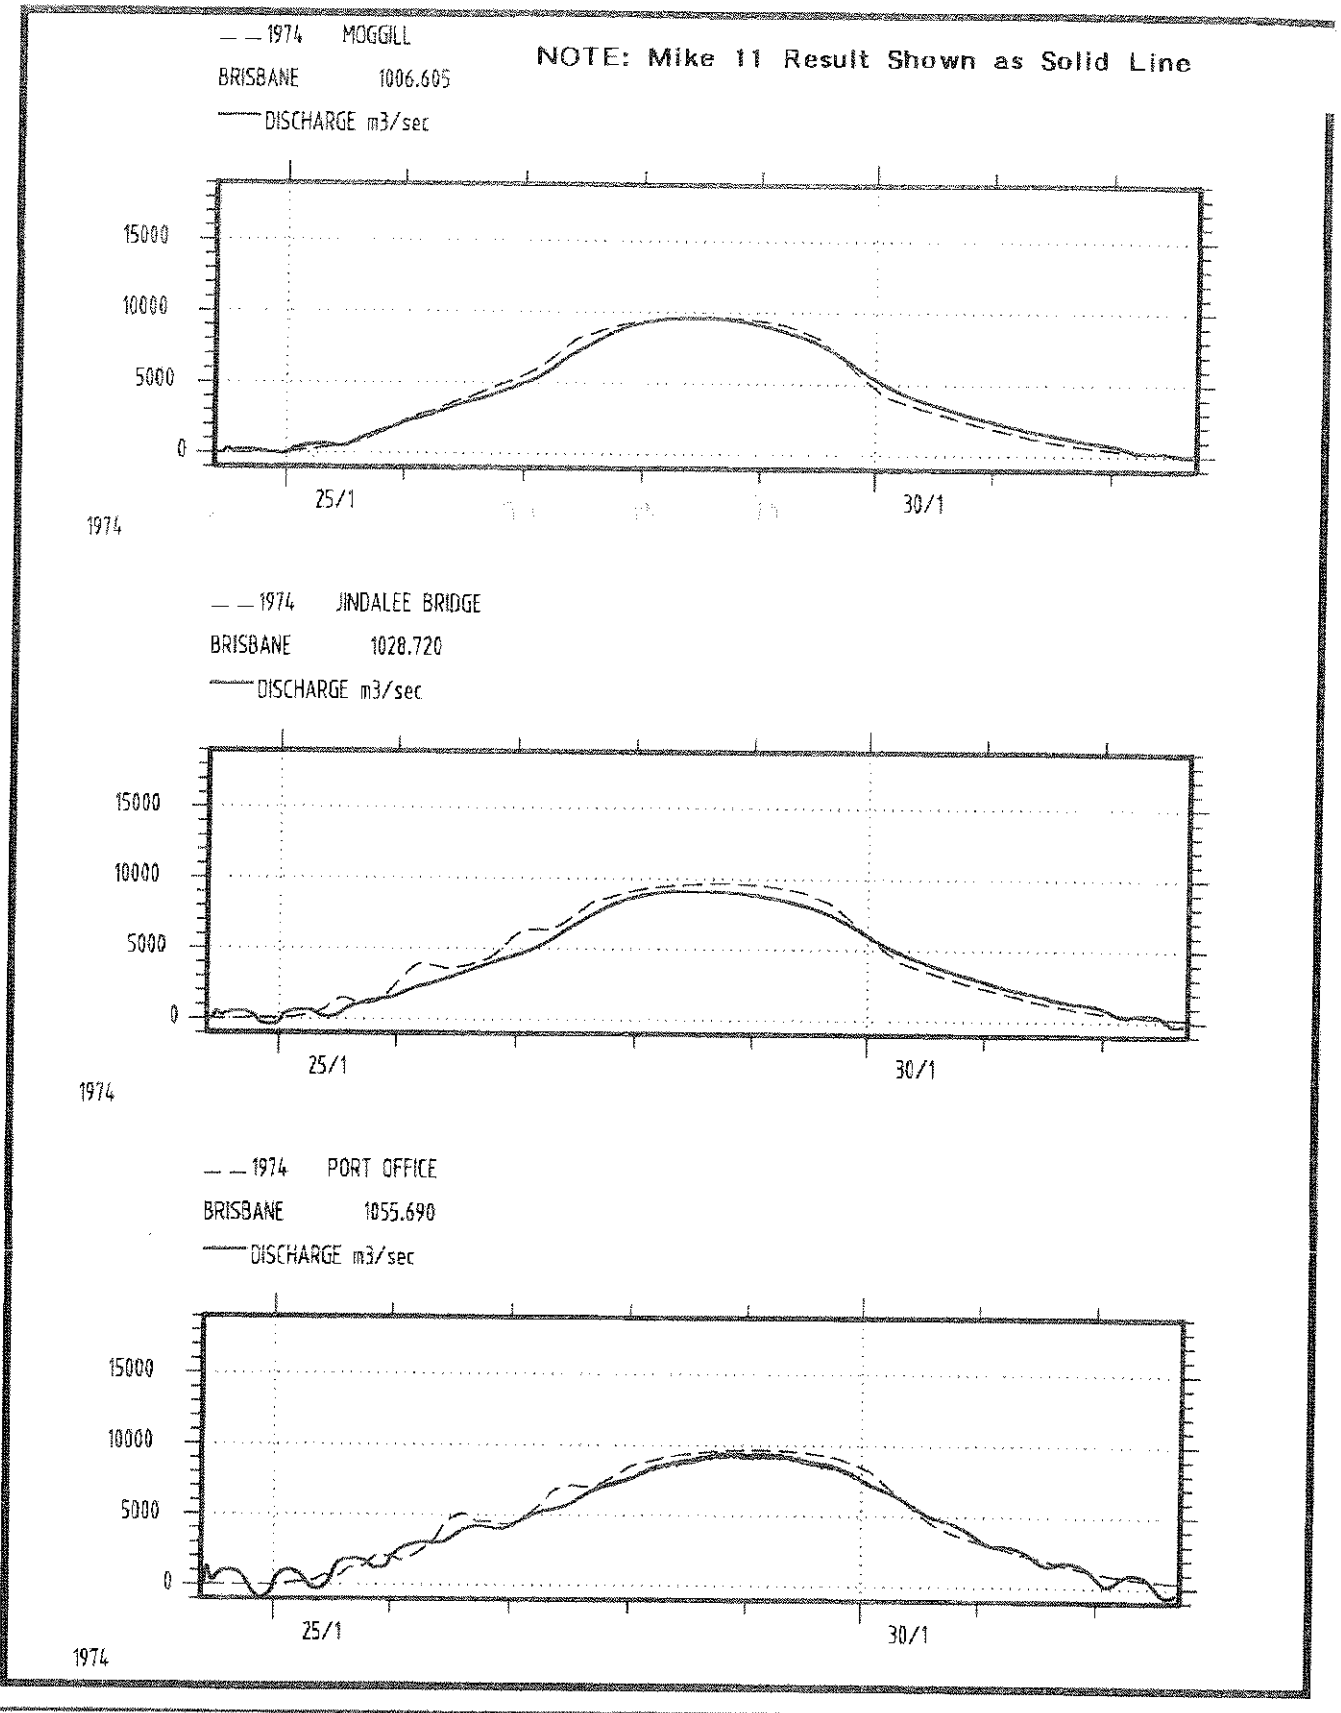 — — 1974 MOGGILL
NOTE: Mike 11 Result Shown as Solid Line
BRISBANE 1006.605
DISCHARGE m3/sec
15000
10000
5000
0
25/1 30/1
1974
— — 1974 JINDALEE BRIDGE
BRISBANE 1028.720
DISCHARGE m3/sec
15000
10000
5000
0
25/1 30/1
1974
— — 1974 PORT OFFICE
BRISBANE 1055.690
DISCHARGE m3/sec
15000
10000
5000
0
25/1 30/1
1974